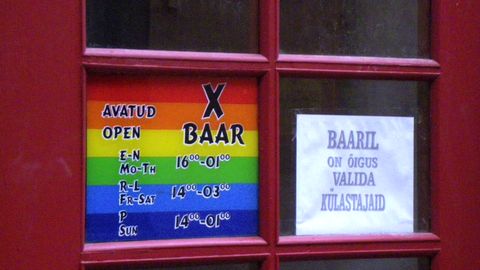 X
AVATUD
OPEN
BAAR
E-N
MO-TH
16⁰⁰-01⁰⁰
R-L
FR-SAT
14⁰⁰-03⁰⁰
P
SUN
14⁰⁰-01⁰⁰
BAARIL
ON ÕIGUS
VALIDA
KÜLASTAJAID